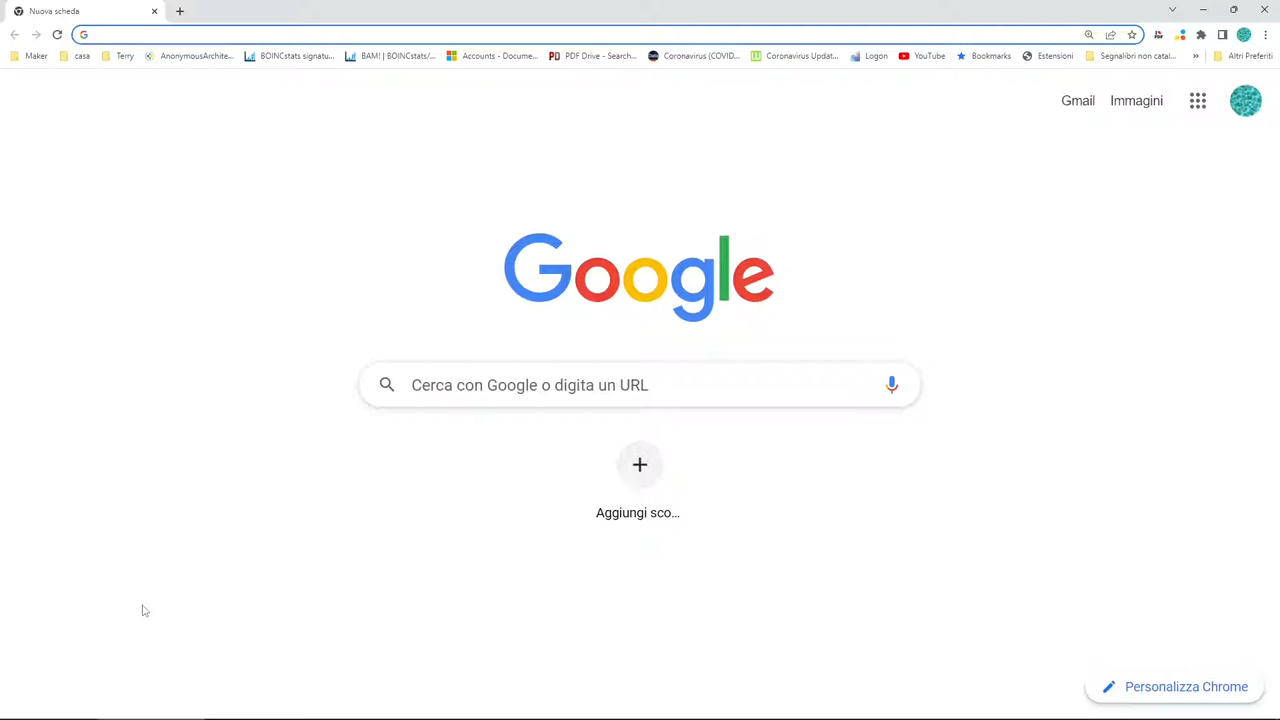 Nuova scheda
Maker casa Terry AnonymousArchite... BOINCstats signatu... BAM! | BOINCstats/... Accounts - Docume... PDF Drive - Search... Coronavirus (COVID... Coronavirus Updat... Logon YouTube Bookmarks Estensioni Segnalibri non catal... » Altri Preferiti
Gmail Immagini
Google
Cerca con Google o digita un URL
Aggiungi sco...
Personalizza Chrome